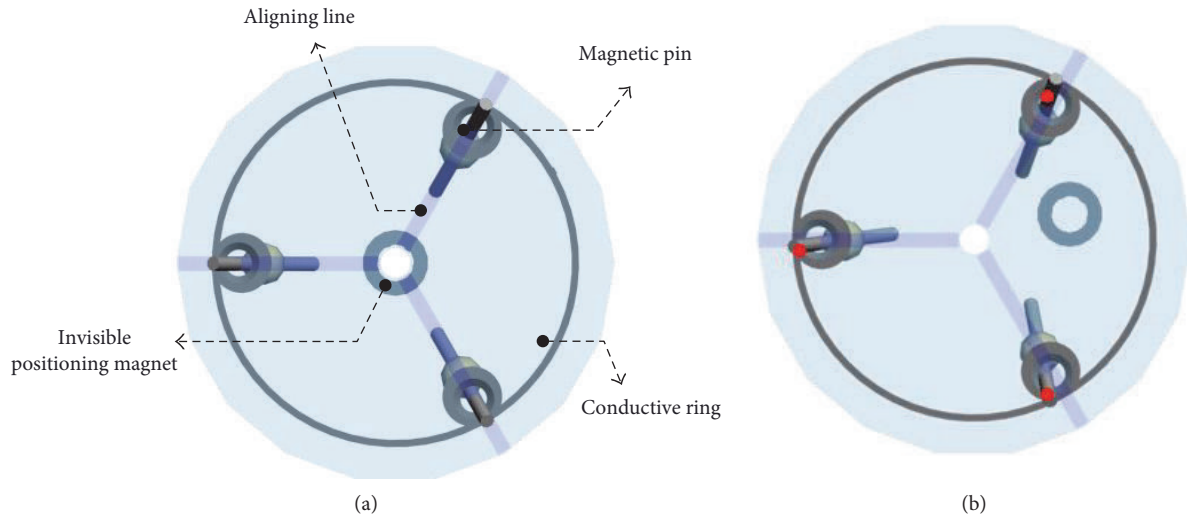 Aligning line
Magnetic pin
Invisible
positioning magnet
Conductive ring
(a)
(b)